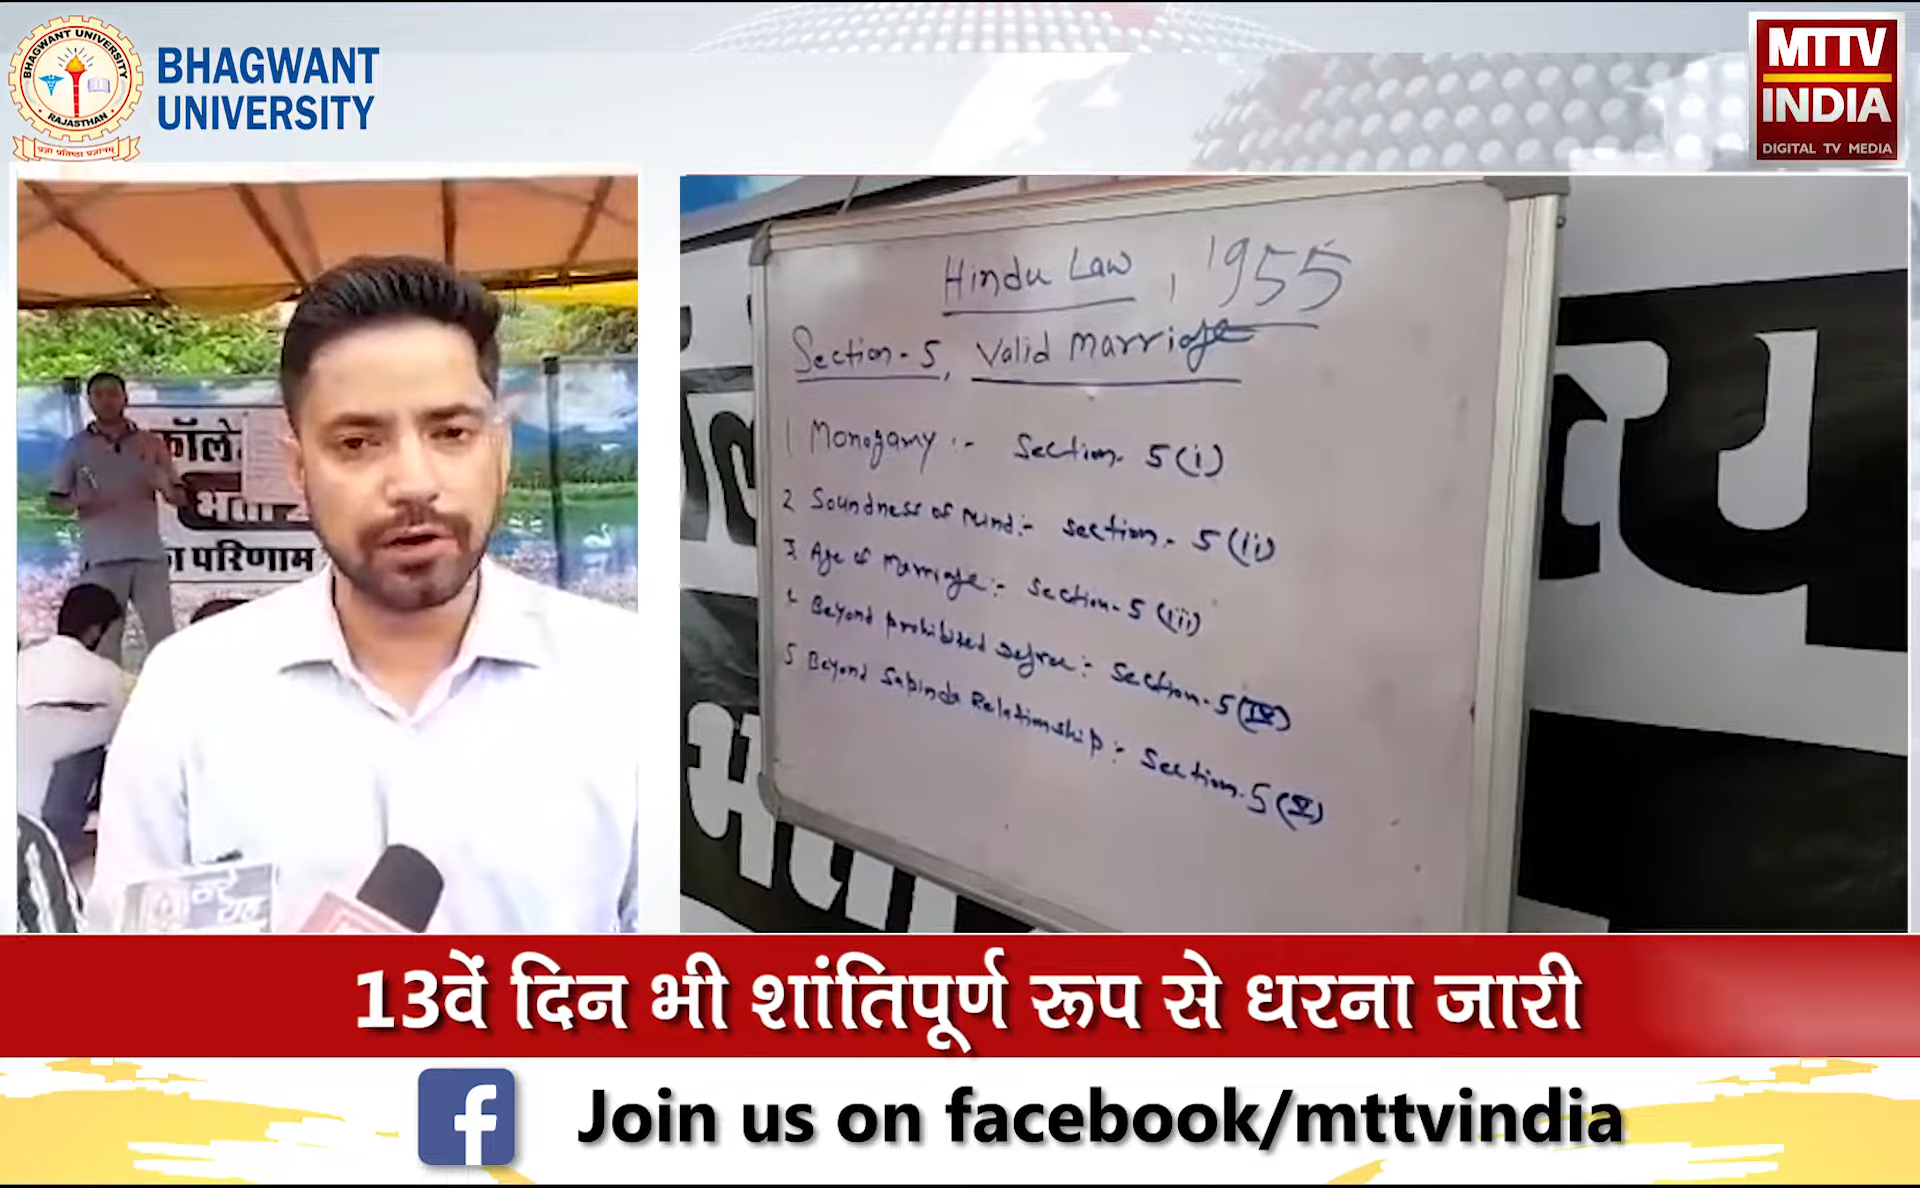 BHAGWANT UNIVERSITY
RAJASTHAN
BHAGWANT
UNIVERSITY
MTTV
INDIA
DIGITAL TV MEDIA
कॉले
परिणाम
Hindu Law, 1955
Section - 5, Valid Marriage
1 Monogamy :- Section- 5(i)
2 Soundness of Mind :- Section- 5(ii)
3. Age of Marriage :- Section- 5(iii)
4 Beyond prohibited degree :- Section- 5(IV)
5 Beyond Sapinda Relationship :- Section- 5(V)
13वें दिन भी शांतिपूर्ण रूप से धरना जारी
f Join us on facebook/mttvindia